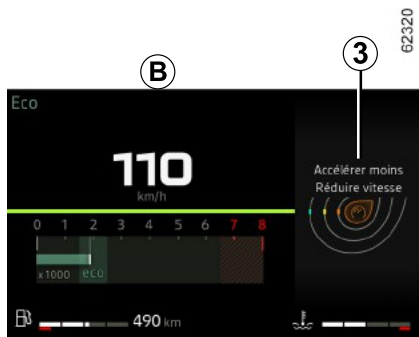 62320
B
3
Eco
110
km/h
Accélérer moins
Réduire vitesse
0 1 2 3 4 5 6 7 8
x1000 eco
490 km